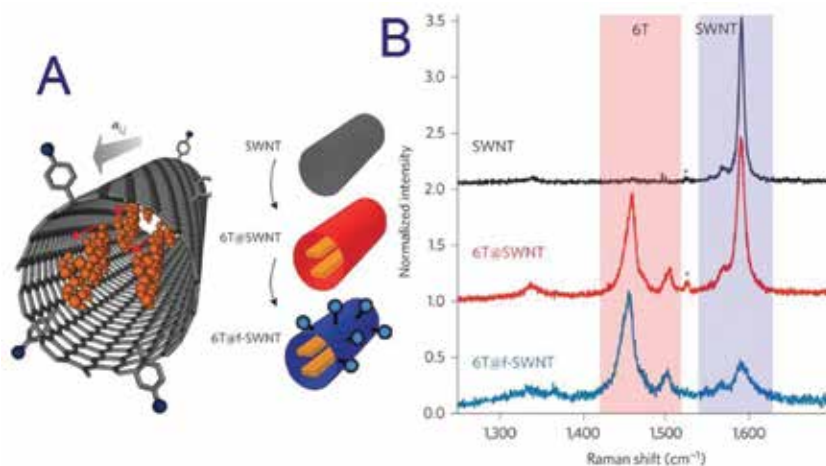 A
SWNT
6T@SWNT
6T@f-SWNT
B
6T
SWNT
3.5
3.0
2.5
2.0
1.5
1.0
0.5
0.0
Normalized intensity
SWNT
6T@SWNT
6T@f-SWNT
1,300
1,400
1,500
1,600
Raman shift (cm⁻¹)